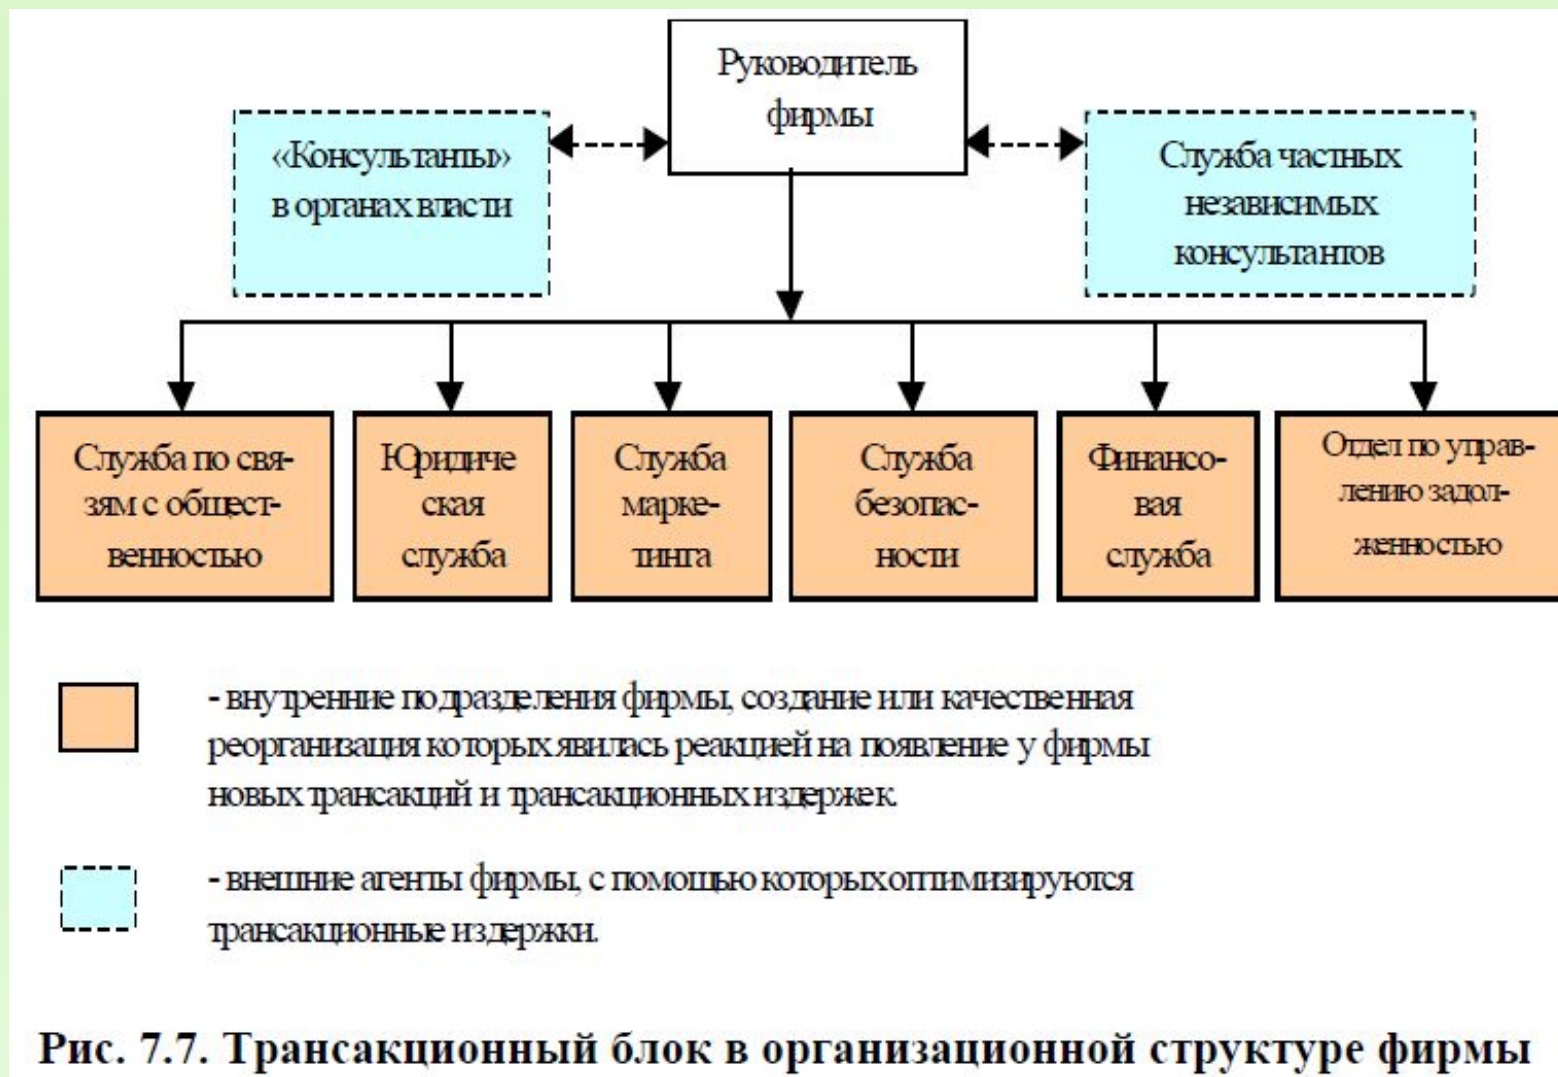 Руководитель
фирмы
«Консультанты»
в органах власти
Служба частных
независимых
консультантов
Служба по свя-
зям с общест-
венностью
Юридиче
ская
служба
Служба
марке-
тинга
Служба
безопас-
ности
Финансо-
вая
служба
Отдел по управ-
лению задол-
женностью
- внутренние подразделения фирмы, создание или качественная
реорганизация которых явилась реакцией на появление у фирмы
новых трансакций и трансакционных издержек.
- внешние агенты фирмы, с помощью которых оптимизируются
трансакционные издержки.
Рис. 7.7. Трансакционный блок в организационной структуре фирмы